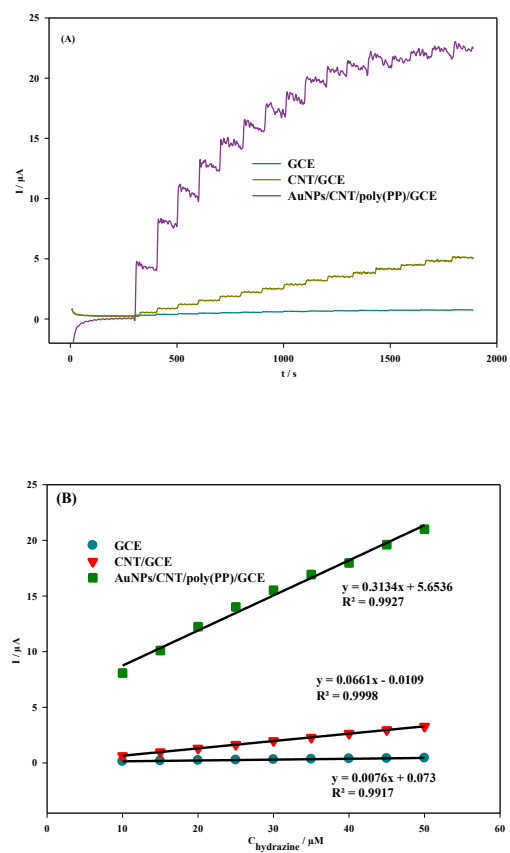 (A)
25
20
15
10
5
0
I / µA
GCE
CNT/GCE
AuNPs/CNT/poly(PP)/GCE
0 500 1000 1500 2000
t / s
(B)
25
20
15
10
5
0
I / µA
GCE
CNT/GCE
AuNPs/CNT/poly(PP)/GCE
y = 0.3134x + 5.6536
R² = 0.9927
y = 0.0661x - 0.0109
R² = 0.9998
y = 0.0076x + 0.073
R² = 0.9917
0 10 20 30 40 50 60
C hydrazine / µM